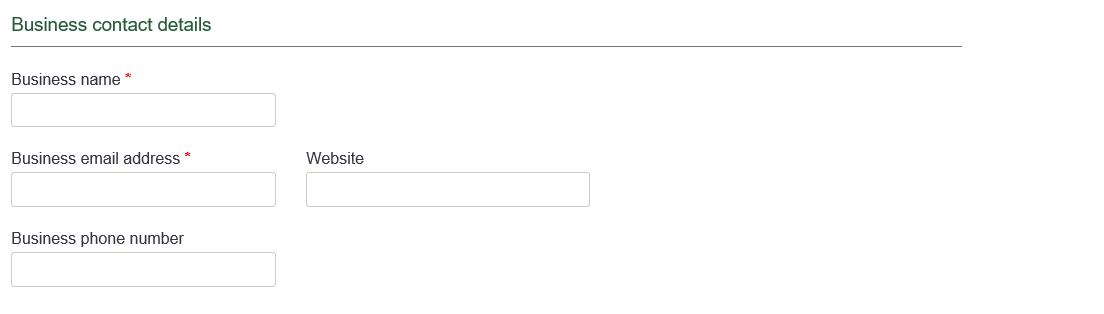 Business contact details
Business name *
Business email address * Website
Business phone number